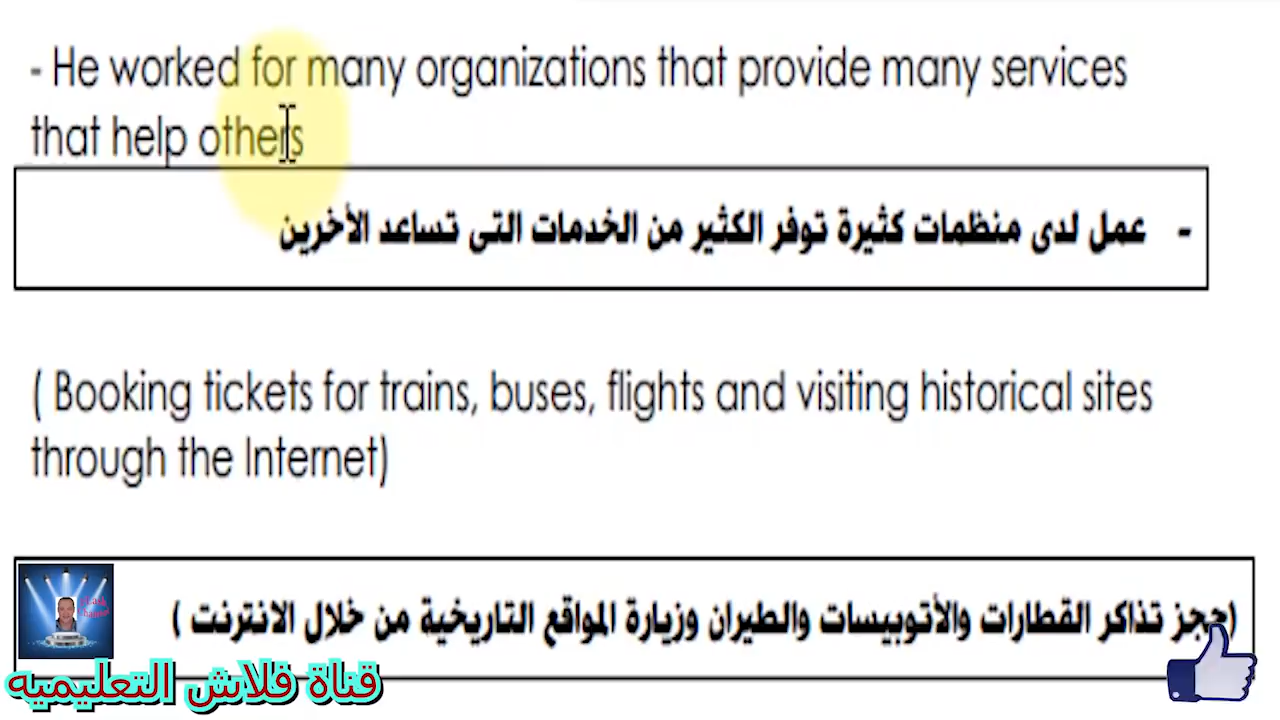 - He worked for many organizations that provide many services
that help others
- عمل لدى منظمات كثيرة توفر الكثير من الخدمات التى تساعد الأخرين
( Booking tickets for trains, buses, flights and visiting historical sites
through the Internet)
(حجز تذاكر القطارات والأتوبيسات والطيران وزيارة المواقع التاريخية من خلال الانترنت )
قناة فلاش التعليميه